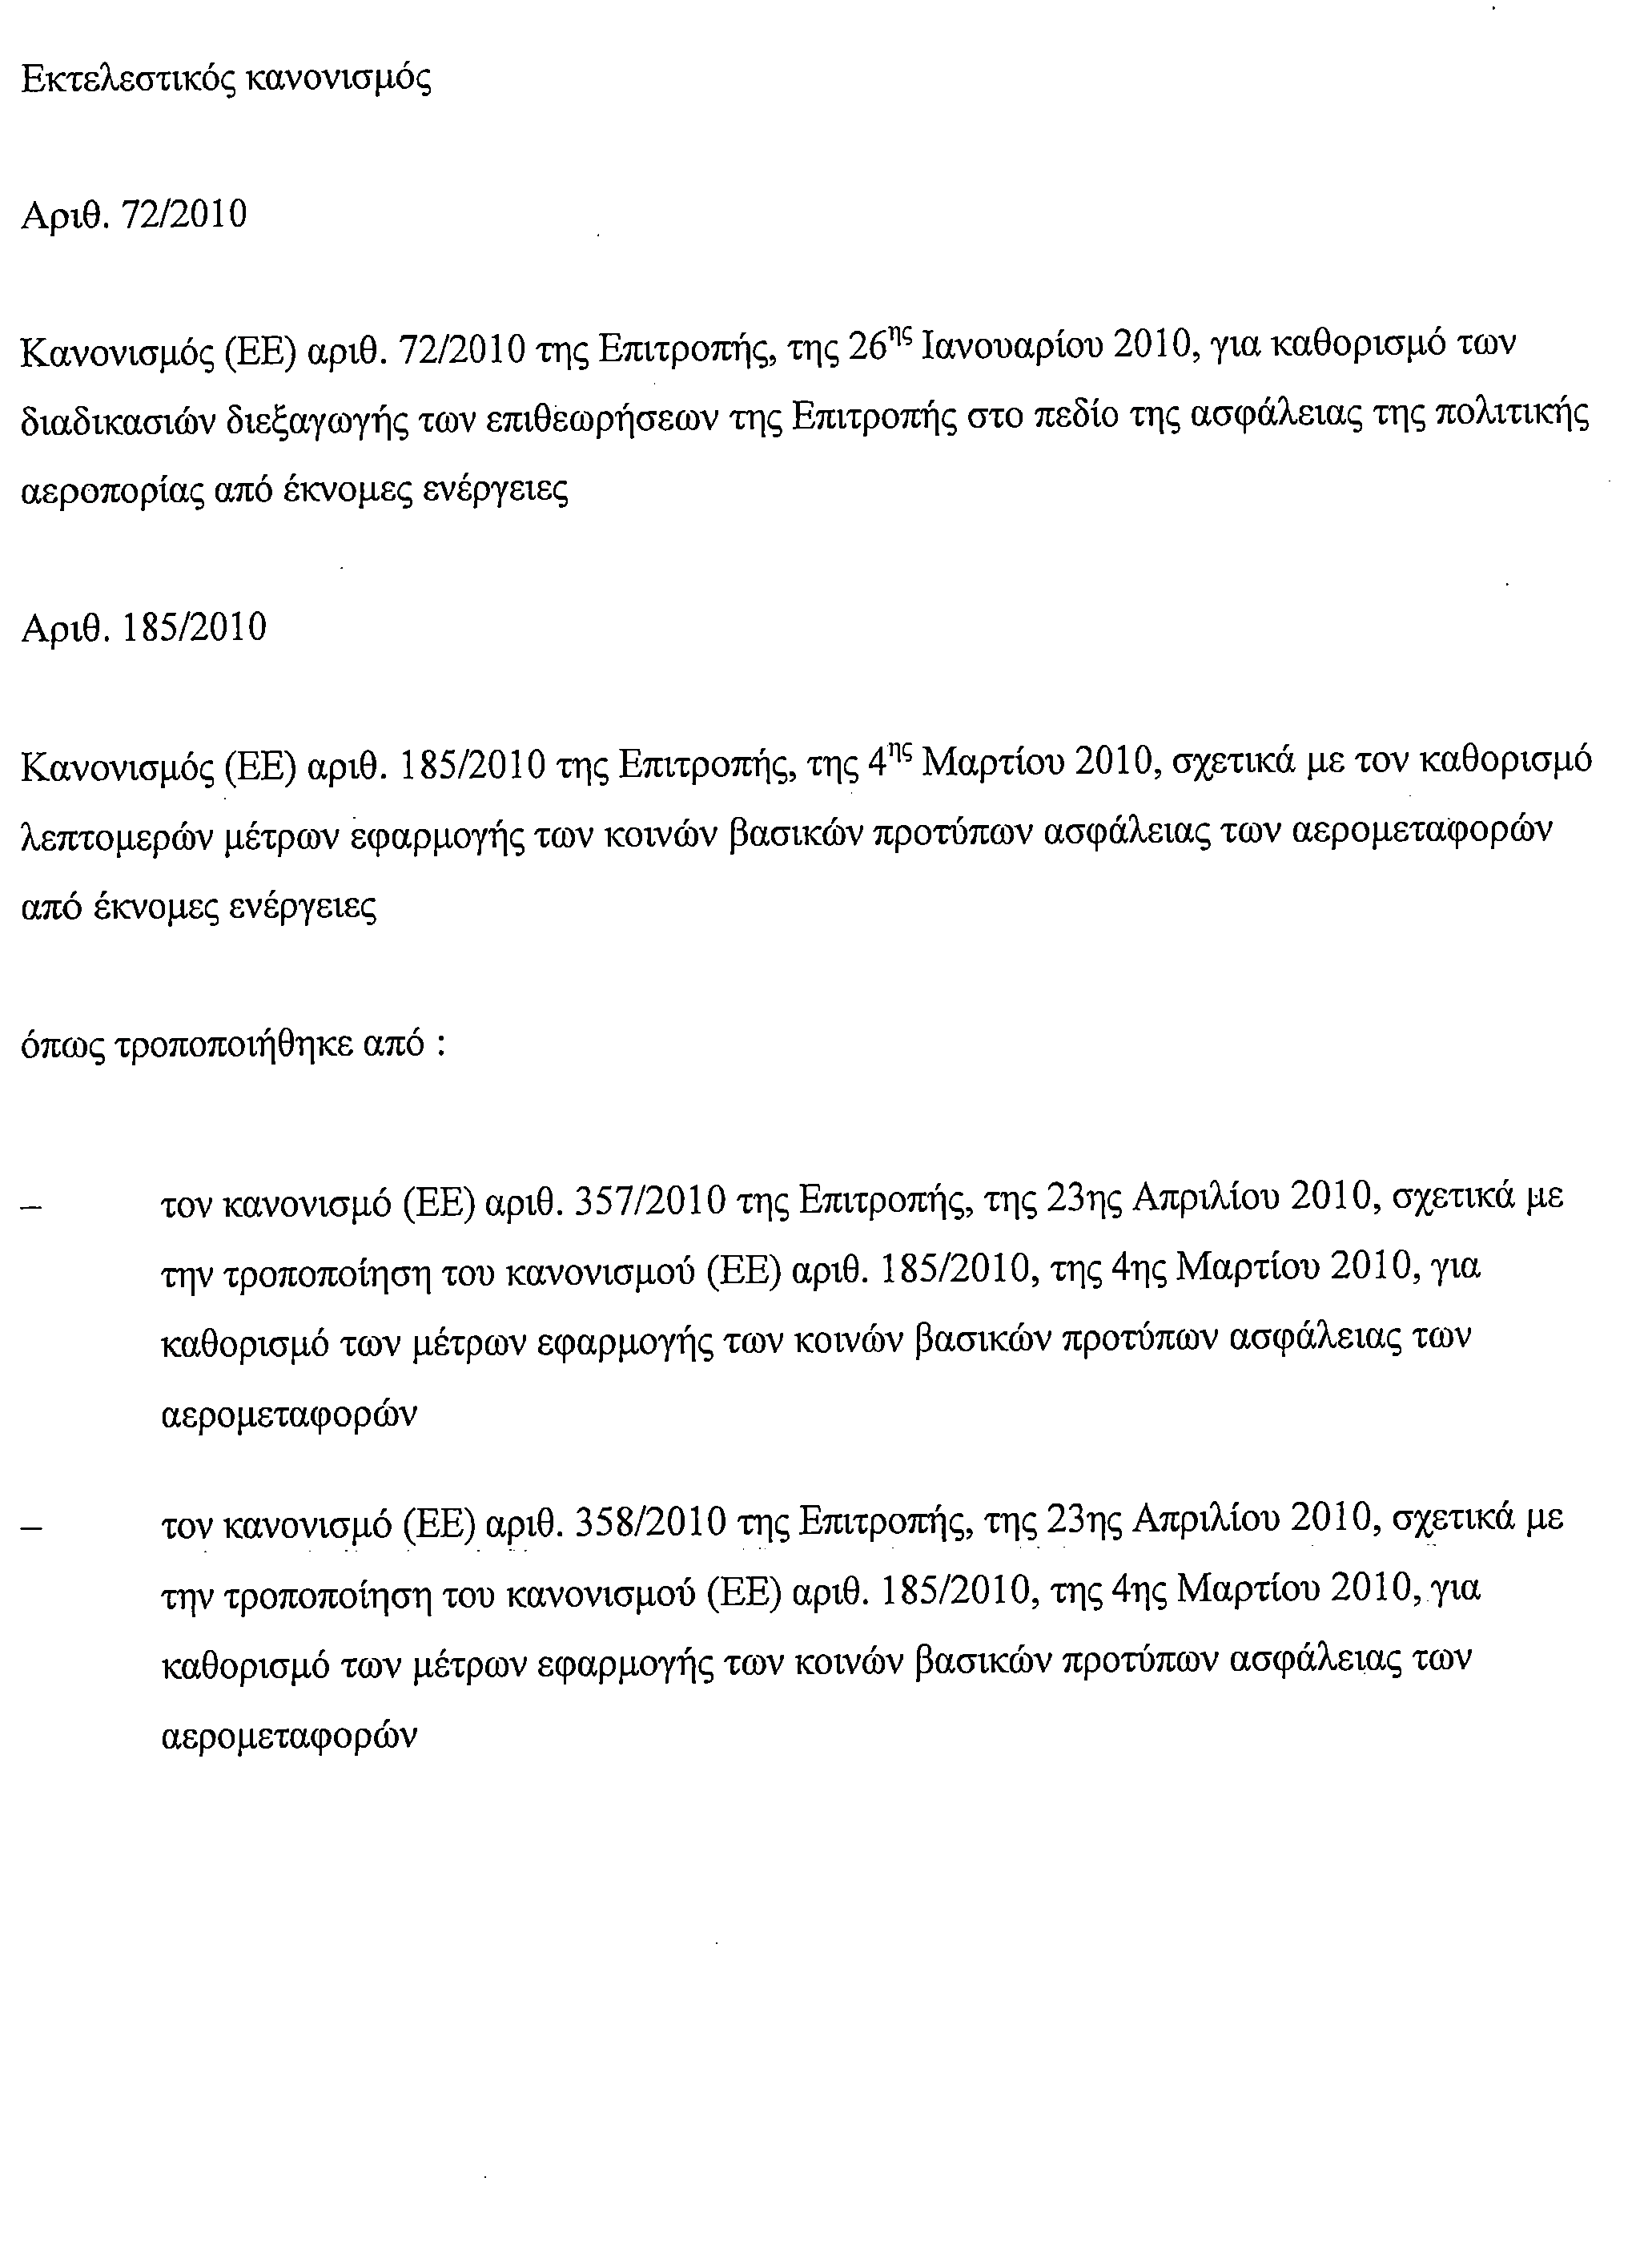 Εκτελεστικός κανονισμός
Αριθ. 72/2010
Κανονισμός (ΕΕ) αριθ. 72/2010 της Επιτροπής, της 26ης Ιανουαρίου 2010, για καθορισμό των
διαδικασιών διεξαγωγής των επιθεωρήσεων της Επιτροπής στο πεδίο της ασφάλειας της πολιτικής
αεροπορίας από έκνομες ενέργειες
Αριθ. 185/2010
Κανονισμός (ΕΕ) αριθ. 185/2010 της Επιτροπής, της 4ης Μαρτίου 2010, σχετικά με τον καθορισμό
λεπτομερών μέτρων εφαρμογής των κοινών βασικών προτύπων ασφάλειας των αερομεταφορών
από έκνομες ενέργειες
όπως τροποποιήθηκε από :
– τον κανονισμό (ΕΕ) αριθ. 357/2010 της Επιτροπής, της 23ης Απριλίου 2010, σχετικά με
την τροποποίηση του κανονισμού (ΕΕ) αριθ. 185/2010, της 4ης Μαρτίου 2010, για
καθορισμό των μέτρων εφαρμογής των κοινών βασικών προτύπων ασφάλειας των
αερομεταφορών
– τον κανονισμό (ΕΕ) αριθ. 358/2010 της Επιτροπής, της 23ης Απριλίου 2010, σχετικά με
την τροποποίηση του κανονισμού (ΕΕ) αριθ. 185/2010, της 4ης Μαρτίου 2010, για
καθορισμό των μέτρων εφαρμογής των κοινών βασικών προτύπων ασφάλειας των
αερομεταφορών